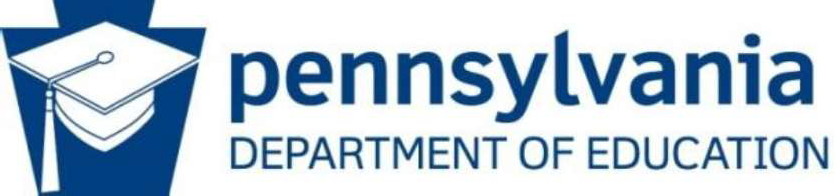 pennsylvania
DEPARTMENT OF EDUCATION